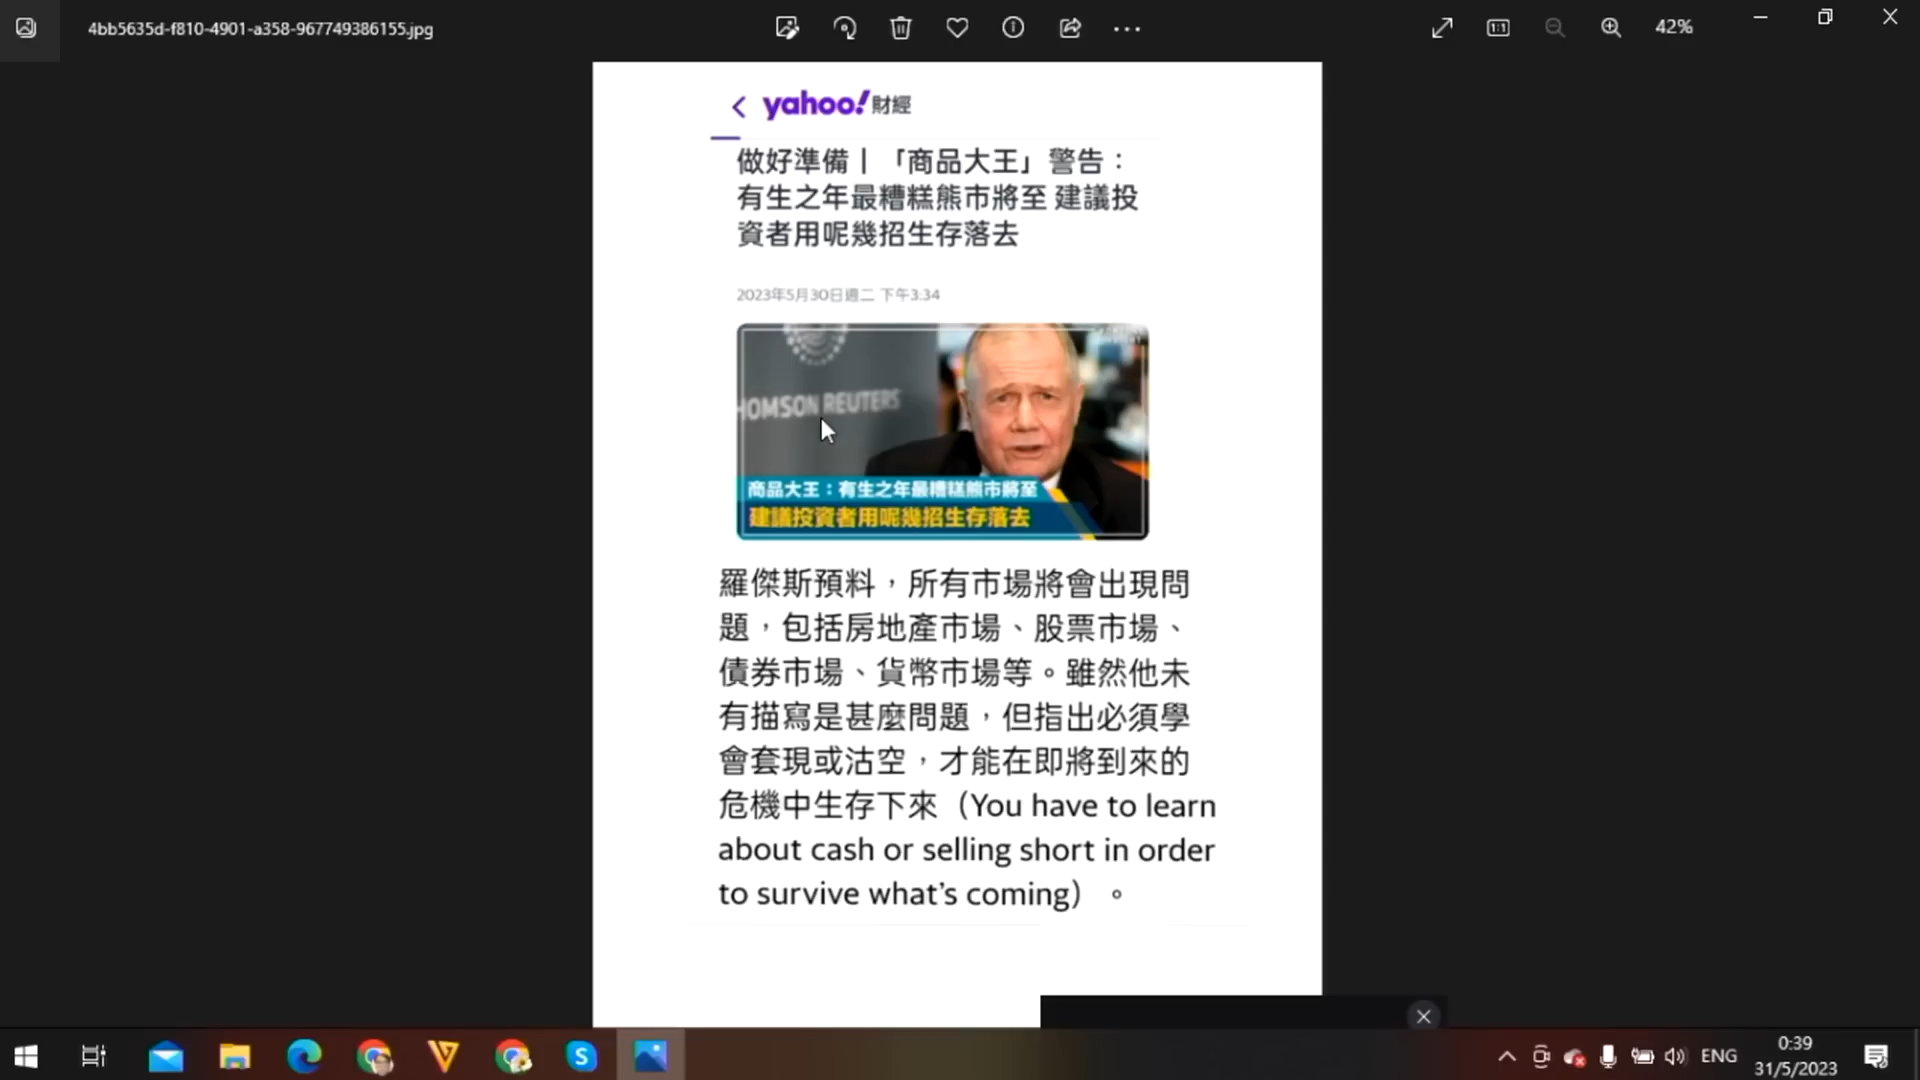 4bb5635d-f810-4901-a358-967749386155.jpg
42%
yahoo!財經
做好準備|「商品大王」警告：
有生之年最糟糕熊市將至 建議投
資者用呢幾招生存落去
2023年5月30日週二 下午3:34
HOMSON REUTERS
商品大王：有生之年最糟糕熊市將至
建議投資者用呢幾招生存落去
羅傑斯預料，所有市場將會出現問
題，包括房地產市場、股票市場、
債券市場、貨幣市場等。雖然他未
有描寫是甚麼問題，但指出必須學
會套現或沽空，才能在即將到來的
危機中生存下來（You have to learn
about cash or selling short in order
to survive what's coming）。
ENG
0:39
31/5/2023